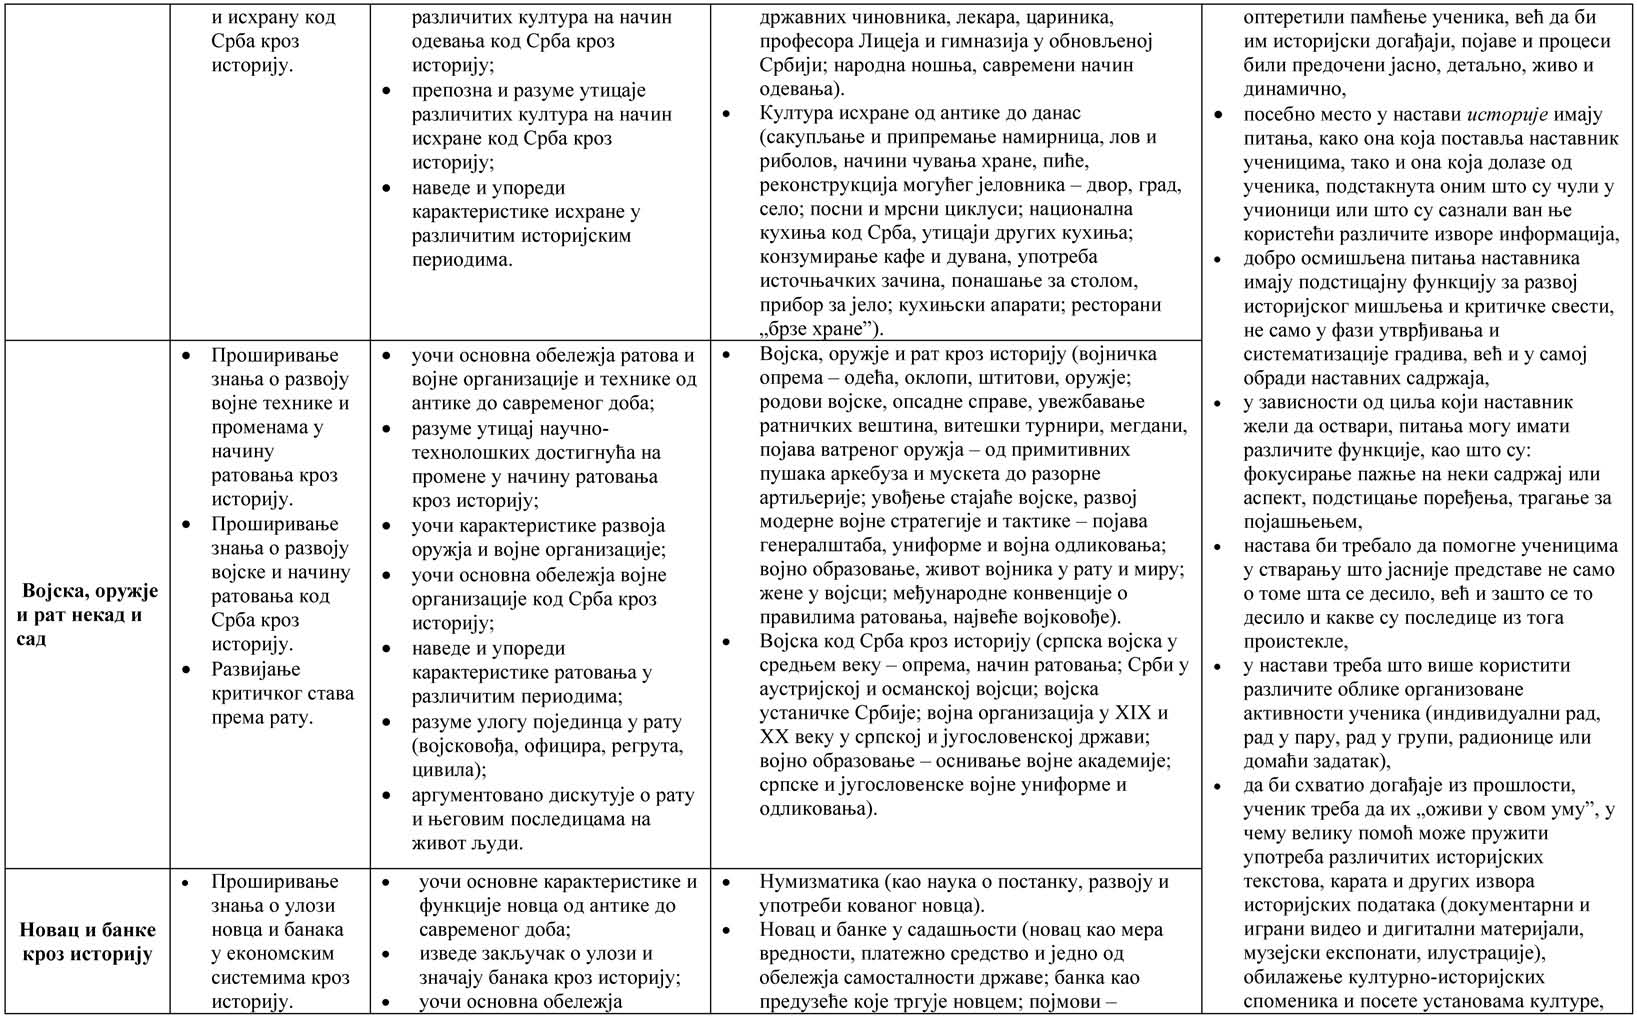 и исхрану код
Срба кроз
историју.
различитих култура на начин
одевања код Срба кроз
историју;
• препозна и разуме утицаје
различитих култура на начин
исхране код Срба кроз
историју;
• наведе и упореди
карактеристике исхране у
различитим историјским
периодима.
државних чиновника, лекара, цариника,
професора Лицеја и гимназија у обновљеној
Србији; народна ношња, савремени начин
одевања).
• Култура исхране од антике до данас
(сакупљање и припремање намирница, лов и
риболов, начини чувања хране, пиће,
реконструкција могућег јеловника – двор, град,
село; посни и мрсни циклуси; национална
кухиња код Срба, утицаји других кухиња;
конзумирање кафе и дувана, употреба
источњачких зачина, понашање за столом,
прибор за јело; кухињски апарати; ресторани
„брзе хране”).
Војска, оружје
и рат некад и
сад
• Проширивање
знања о развоју
војне технике и
променама у
начину
ратовања кроз
историју.
• Проширивање
знања о развоју
војске и начину
ратовања код
Срба кроз
историју.
• Развијање
критичког става
према рату.
• уочи основна обележја ратова и
војне организације и технике од
антике до савременог доба;
• разуме утицај научно-
технолошких достигнућа на
промене у начину ратовања
кроз историју;
• уочи карактеристике развоја
оружја и војне организације;
• уочи основна обележја војне
организације код Срба кроз
историју;
• наведе и упореди
карактеристике ратовања у
различитим периодима;
• разуме улогу појединца у рату
(војсковођа, официра, регрута,
цивила);
• аргументовано дискутује о рату
и његовим последицама на
живот људи.
• Војска, оружје и рат кроз историју (војничка
опрема – одећа, оклопи, штитови, оружје;
родови војске, опсадне справе, увежбавање
ратничких вештина, витешки турнири, мегдани,
појава ватреног оружја – од примитивних
пушака аркебуза и мускета до разорне
артиљерије; увођење стајаће војске, развој
модерне војне стратегије и тактике – појава
генералштаба, униформе и војна одликовања;
војно образовање, живот војника у рату и миру;
жене у војсци; међународне конвенције о
правилима ратовања, највеће војковође).
• Војска код Срба кроз историју (српска војска у
средњем веку – опрема, начин ратовања; Срби у
аустријској и османској војсци; војска
устаничке Србије; војна организација у XIX и
XX веку у српској и југословенској држави;
војно образовање – оснивање војне академије;
српске и југословенске војне униформе и
одликовања).
Новац и банке
кроз историју
• Проширивање
знања о улози
новца и банака
у економским
системима кроз
историју.
• уочи основне карактеристике и
функције новца од антике до
савременог доба;
• изведе закључак о улози и
значају банака кроз историју;
• уочи основна обележја
• Нумизматика (као наука о постанку, развоју и
употреби кованог новца).
• Новац и банке у садашњости (новац као мера
вредности, платежно средство и једно од
обележја самосталности државе; банка као
предузеће које тргује новцем; појмови –
оптеретили памћење ученика, већ да би
им историјски догађаји, појаве и процеси
били предочени јасно, детаљно, живо и
динамично,
• посебно место у настави историје имају
питања, како она која поставља наставник
ученицима, тако и она која долазе од
ученика, подстакнута оним што су чули у
учионици или што су сазнали ван ње
користећи различите изворе информација,
• добро осмишљена питања наставника
имају подстицајну функцију за развој
историјског мишљења и критичке свести,
не само у фази утврђивања и
систематизације градива, већ и у самој
обради наставних садржаја,
• у зависности од циља који наставник
жели да оствари, питања могу имати
различите функције, као што су:
фокусирање пажње на неки садржај или
аспект, подстицање поређења, трагање за
појашњењем,
• настава би требало да помогне ученицима
у стварању што јасније представе не само
о томе шта се десило, већ и зашто се то
десило и какве су последице из тога
проистекле,
• у настави треба што више користити
различите облике организоване
активности ученика (индивидуални рад,
рад у пару, рад у групи, радионице или
домаћи задатак),
• да би схватио догађаје из прошлости,
ученик треба да их „оживи у свом уму”, у
чему велику помоћ може пружити
употреба различитих историјских
текстова, карата и других извора
историјских података (документарни и
играни видео и дигитални материјали,
музејски експонати, илустрације),
обилажење културно-историјских
споменика и посете установама културе,